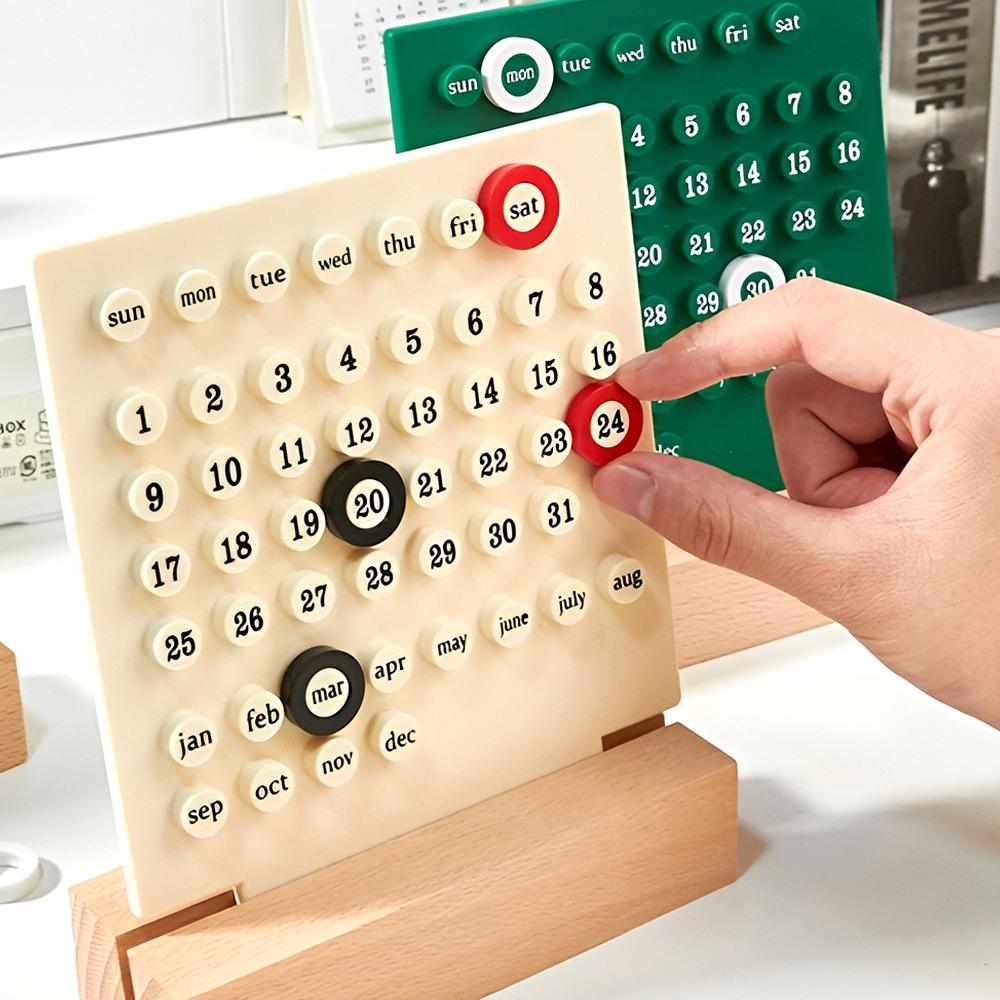 sun mon tue wed thu fri sat
1 2 3 4 5 6 7 8
9 10 11 12 13 14 15 16
17 18 19 20 21 22 23 24
25 26 27 28 29 30 31
jan feb mar apr may june july aug
sep oct nov dec
sun mon tue wed thu fri sat
4 5 6 7 8
12 13 14 15 16
20 21 22 23 24
28 29 30 31
dec
MELIFE
BOX